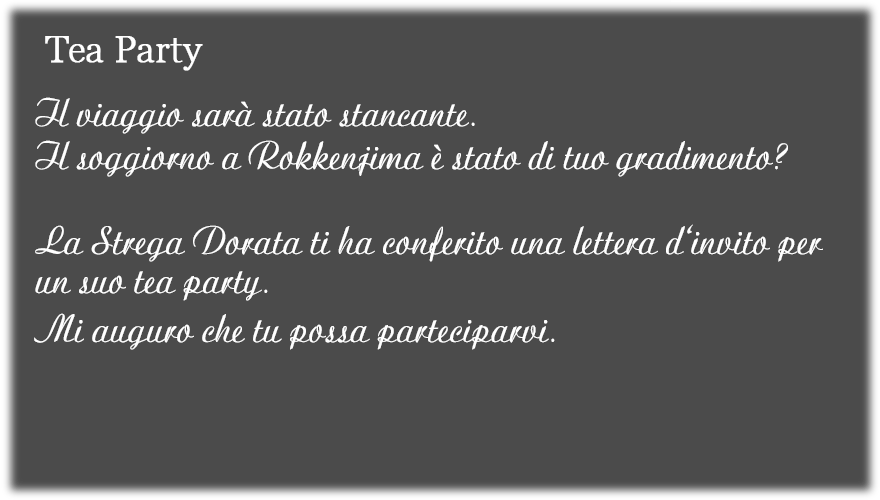 Tea Party
Il viaggio sarà stato stancante.
Il soggiorno a Rokkenjima è stato di tuo gradimento?
La Strega Dorata ti ha conferito una lettera d‘invito per
un suo tea party.
Mi auguro che tu possa parteciparvi.